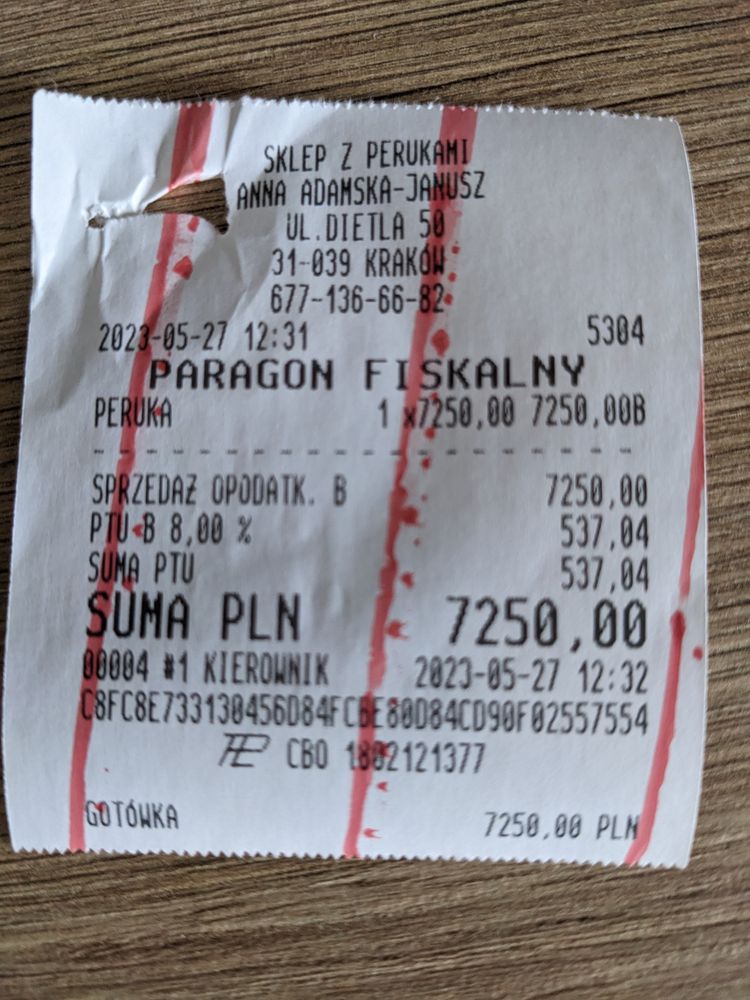 SKLEP Z PERUKAMI
ANNA ADAMSKA-JANUSZ
UL.DIETLA 50
31-039 KRAKÓW
677-136-66-82
2023-05-27 12:31 5304
PARAGON FISKALNY
PERUKA 1 x7250,00 7250,00B
SPRZEDAŻ OPODATK. B 7250,00
PTU B 8,00 % 537,04
SUMA PTU 537,04
SUMA PLN 7250,00
00004 #1 KIEROWNIK 2023-05-27 12:32
C8FC8E733130456D84FCBE80D84CD90F02557554
CBO 1802121377
GOTÓWKA 7250,00 PLN